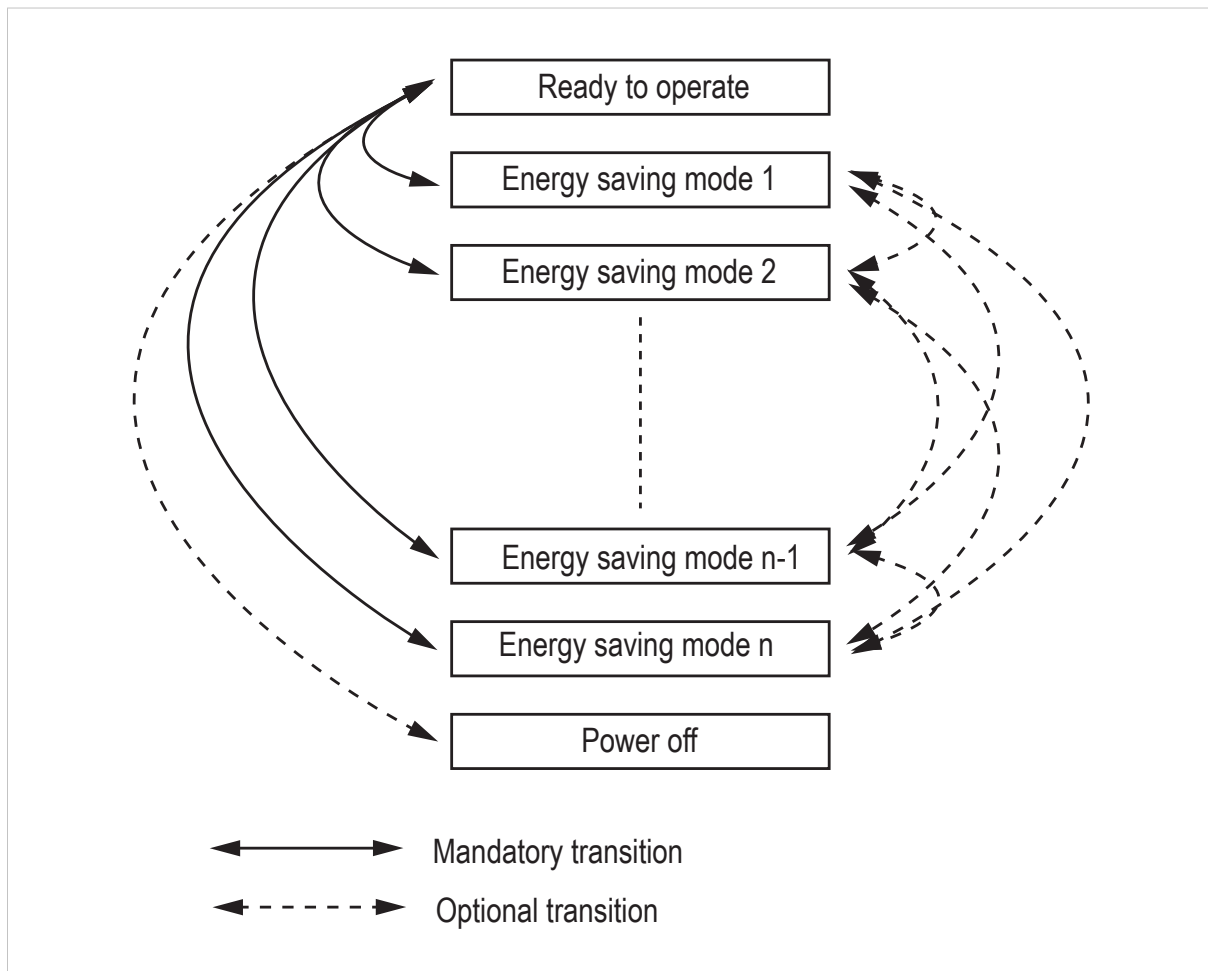 Ready to operate
Energy saving mode 1
Energy saving mode 2
Energy saving mode n-1
Energy saving mode n
Power off
Mandatory transition
Optional transition